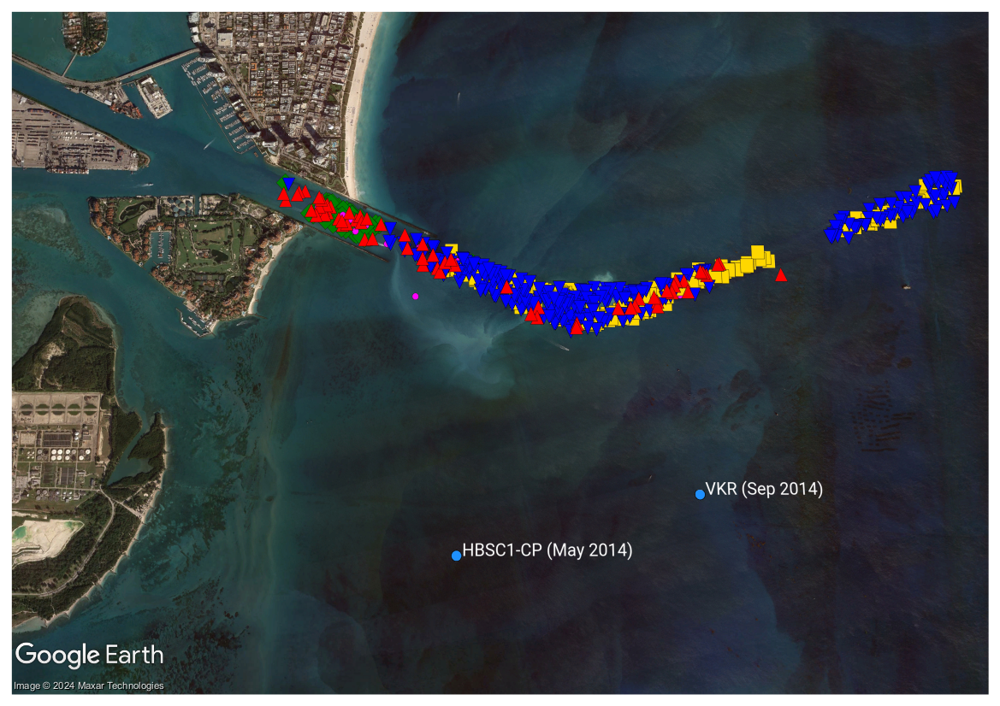 VKR (Sep 2014)
HBSC1-CP (May 2014)
Google Earth
Image © 2024 Maxar Technologies